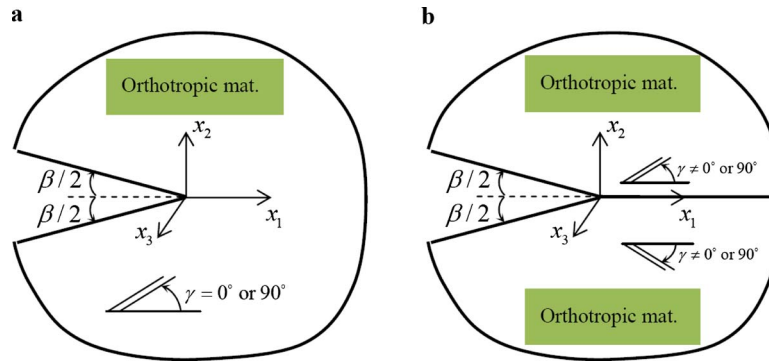 a
Orthotropic mat.
x₂
β/2
β/2
x₁
x₃
γ = 0° or 90°
b
Orthotropic mat.
x₂
γ ≠ 0° or 90°
β/2
β/2
x₁
x₃
γ ≠ 0° or 90°
Orthotropic mat.